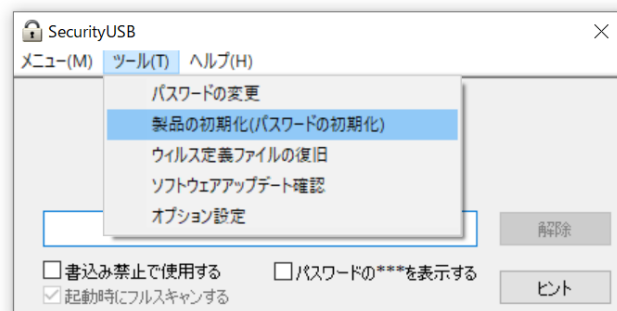 SecurityUSB
メニュー(M) ツール(T) ヘルプ(H)
パスワードの変更
製品の初期化(パスワードの初期化)
ウィルス定義ファイルの復旧
ソフトウェアアップデート確認
オプション設定
解除
書込み禁止で使用する パスワードの***を表示する
起動時にフルスキャンする
ヒント